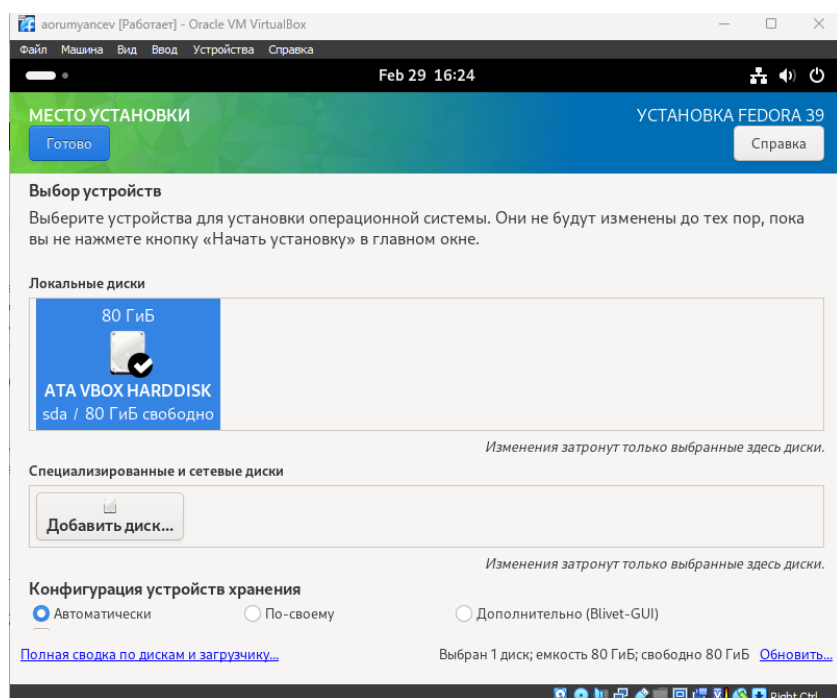 aorumyancev [Работает] - Oracle VM VirtualBox
Файл Машина Вид Ввод Устройства Справка
Feb 29 16:24
МЕСТО УСТАНОВКИ
УСТАНОВКА FEDORA 39
Готово
Справка
Выбор устройств
Выберите устройства для установки операционной системы. Они не будут изменены до тех пор, пока
вы не нажмете кнопку «Начать установку» в главном окне.
Локальные диски
80 ГиБ
ATA VBOX HARDDISK
sda / 80 ГиБ свободно
Изменения затронут только выбранные здесь диски.
Специализированные и сетевые диски
Добавить диск...
Изменения затронут только выбранные здесь диски.
Конфигурация устройств хранения
Автоматически
По-своему
Дополнительно (Blivet-GUI)
Полная сводка по дискам и загрузчику...
Выбран 1 диск; емкость 80 ГиБ; свободно 80 ГиБ
Обновить...
Right Ctrl